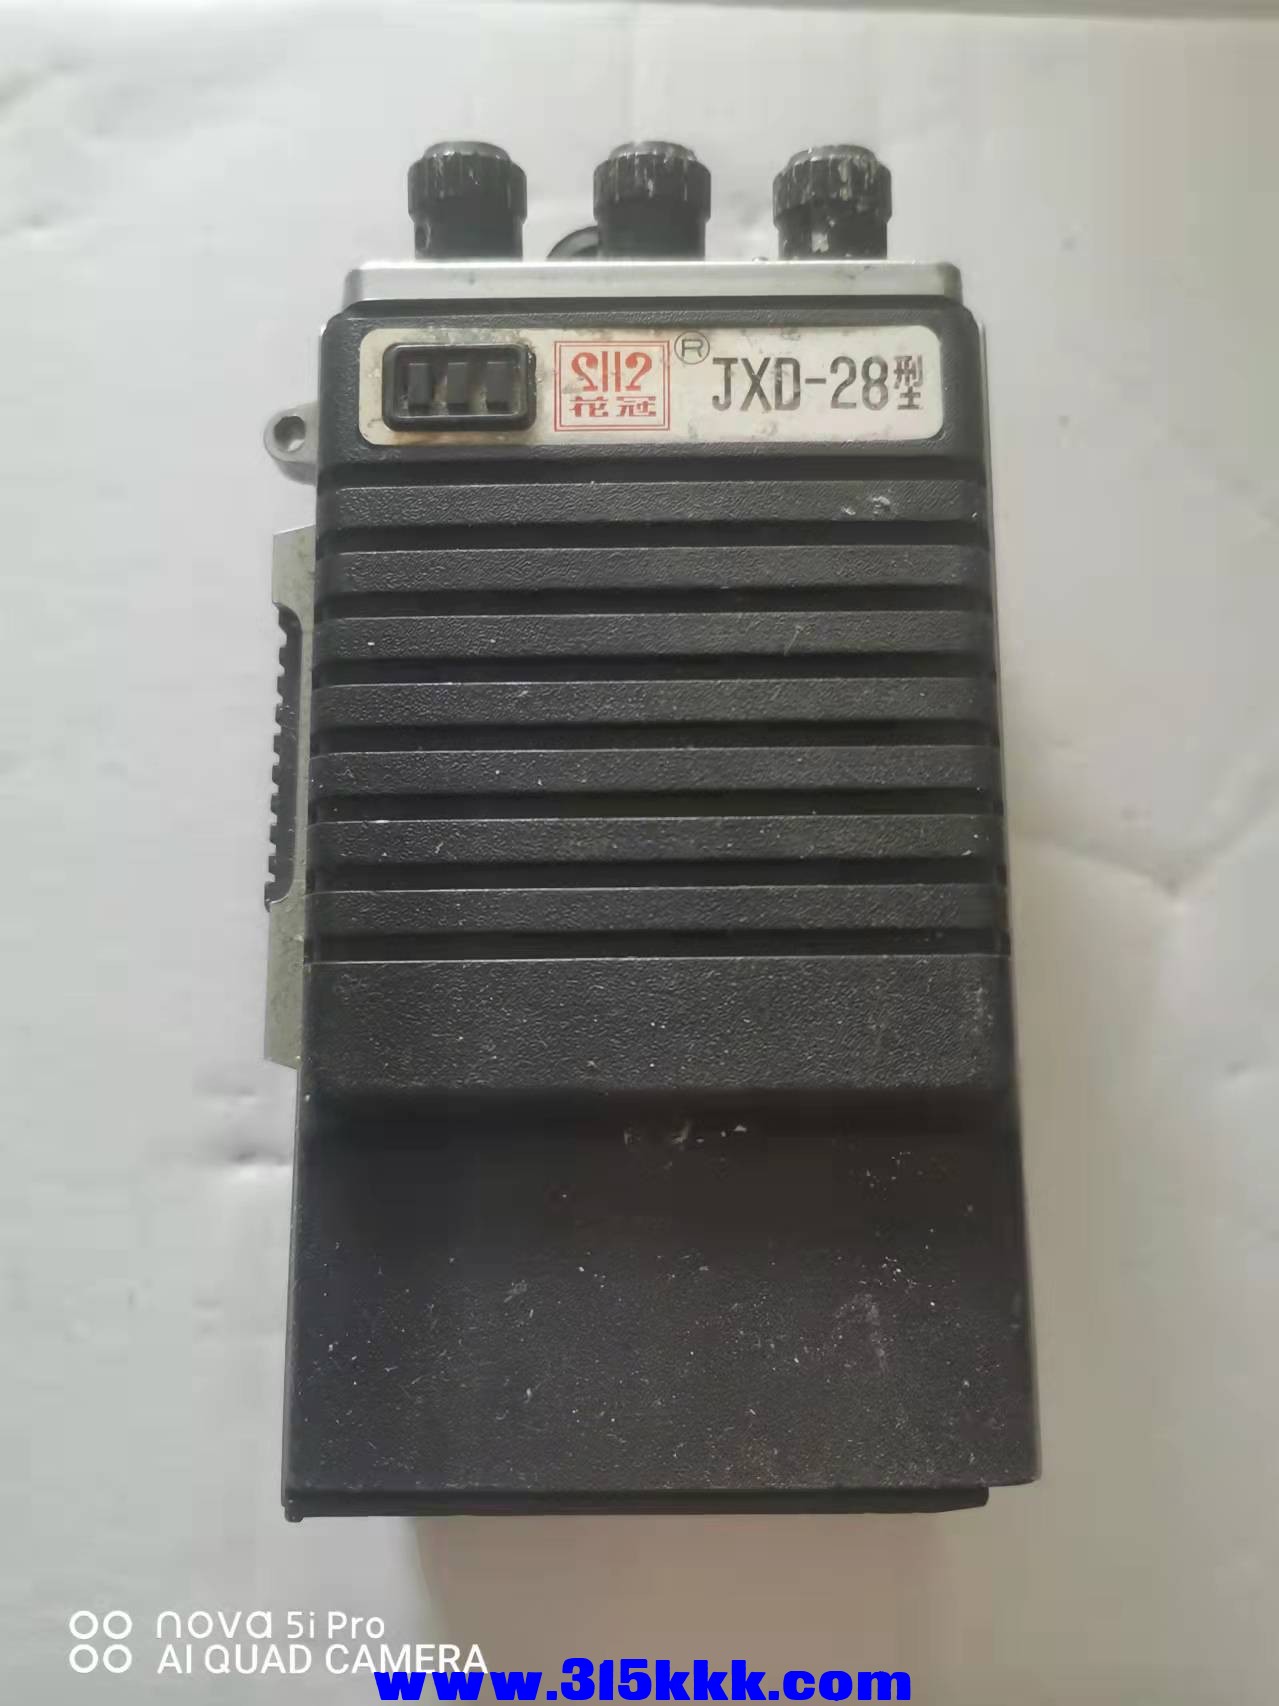 SH2
花冠
®
JXD-28型
nova 5i Pro
AI QUAD CAMERA
www.315kkk.com